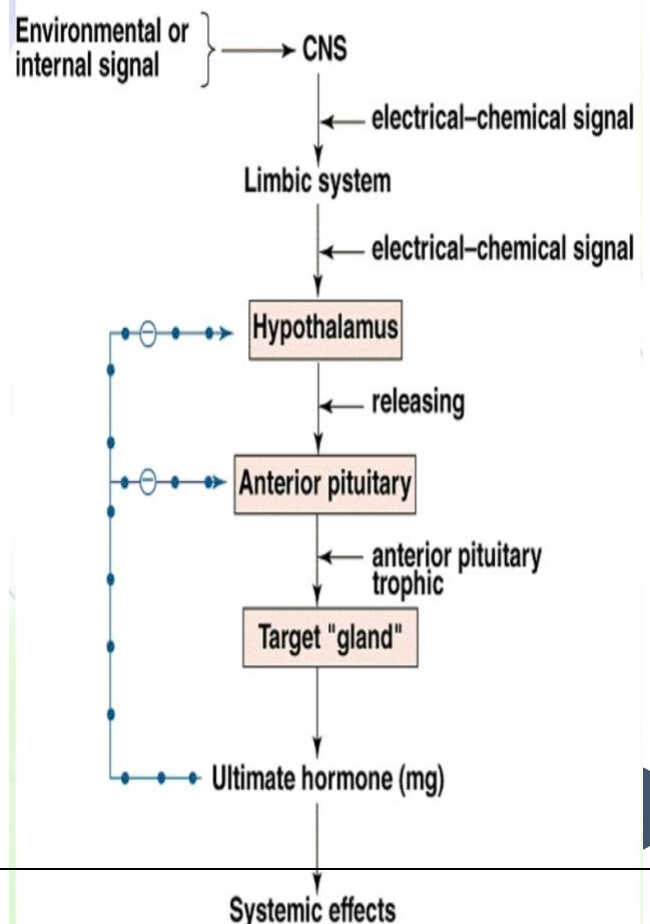 Environmental or
internal signal
CNS
electrical–chemical signal
Limbic system
electrical–chemical signal
Hypothalamus
releasing
Anterior pituitary
anterior pituitary
trophic
Target "gland"
Ultimate hormone (mg)
Systemic effects